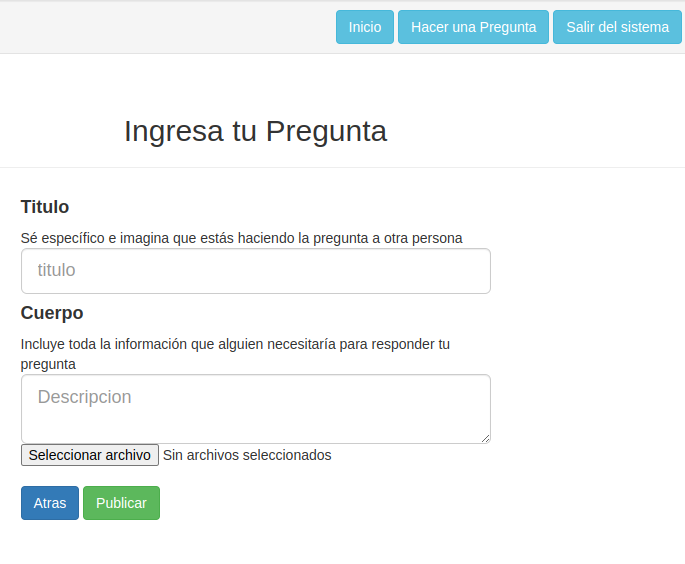 Inicio Hacer una Pregunta Salir del sistema
Ingresa tu Pregunta
Titulo
Sé específico e imagina que estás haciendo la pregunta a otra persona
titulo
Cuerpo
Incluye toda la información que alguien necesitaría para responder tu
pregunta
Descripcion
Seleccionar archivo Sin archivos seleccionados
Atras Publicar